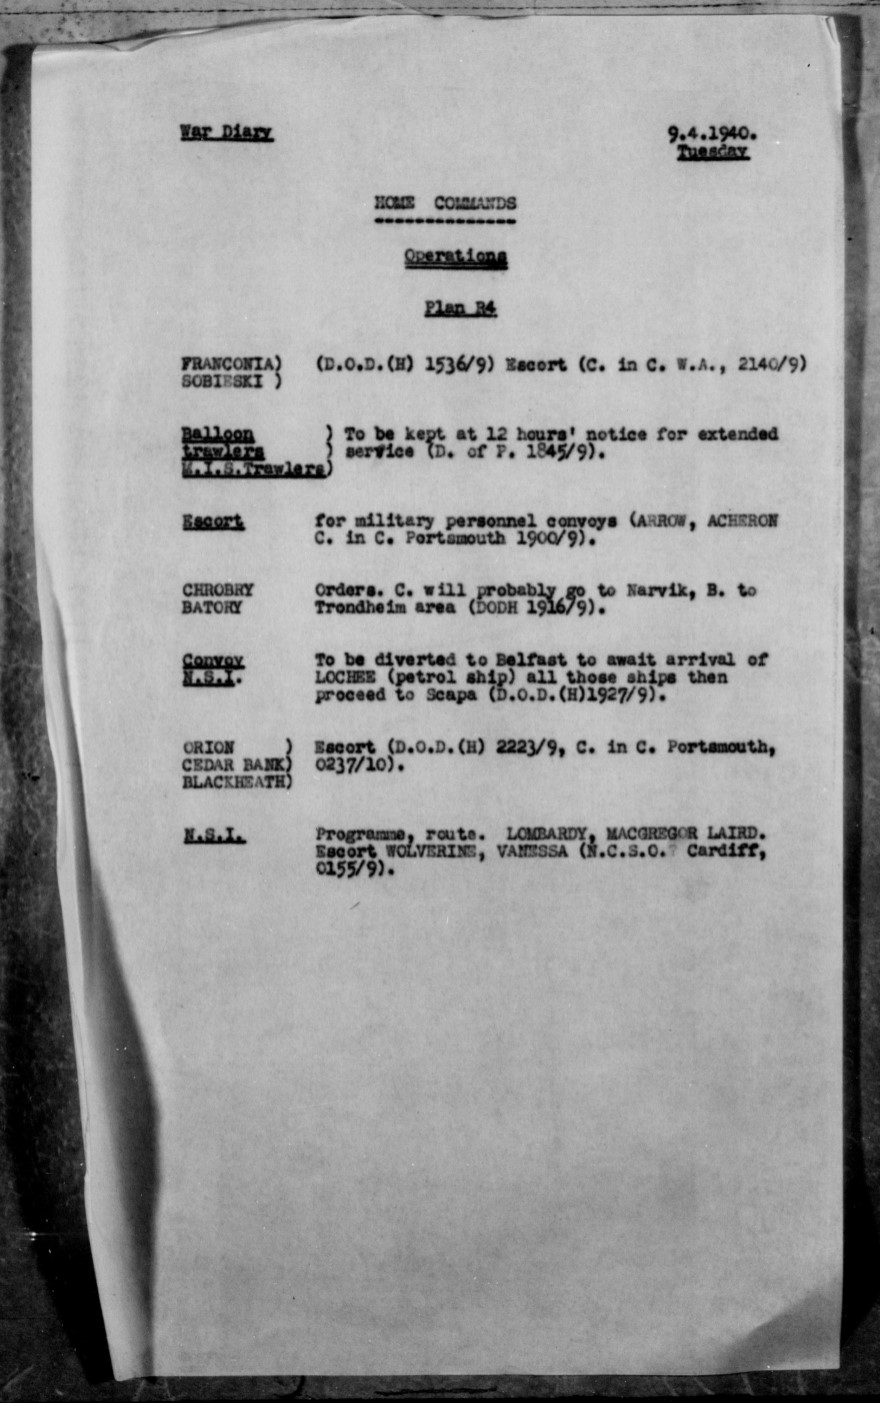 War Diary 9.4.1940.
Tuesday
HOME COMMANDS
Operations
Plan R4
FRANCONIA) (D.O.D.(H) 1536/9) Escort (C. in C. W.A., 2140/9)
SOBIESKI )
Balloon ) To be kept at 12 hours' notice for extended
trawlers ) service (D. of P. 1845/9).
M.I.S.Trawlers)
Escort for military personnel convoys (ARROW, ACHERON
C. in C. Portsmouth 1900/9).
CHROBRY Orders. C. will probably go to Narvik, B. to
BATORY Trondheim area (DODH 1916/9).
Convoy To be diverted to Belfast to await arrival of
N.S.I. LOCHEE (petrol ship) all those ships then
proceed to Scapa (D.O.D.(H)1927/9).
ORION ) Escort (D.O.D.(H) 2223/9, C. in C. Portsmouth,
CEDAR BANK) 0237/10).
BLACKHEATH)
N.S.I. Programme, route. LOMBARDY, MACGREGOR LAIRD.
Escort WOLVERINE, VANESSA (N.C.S.O. Cardiff,
0155/9).